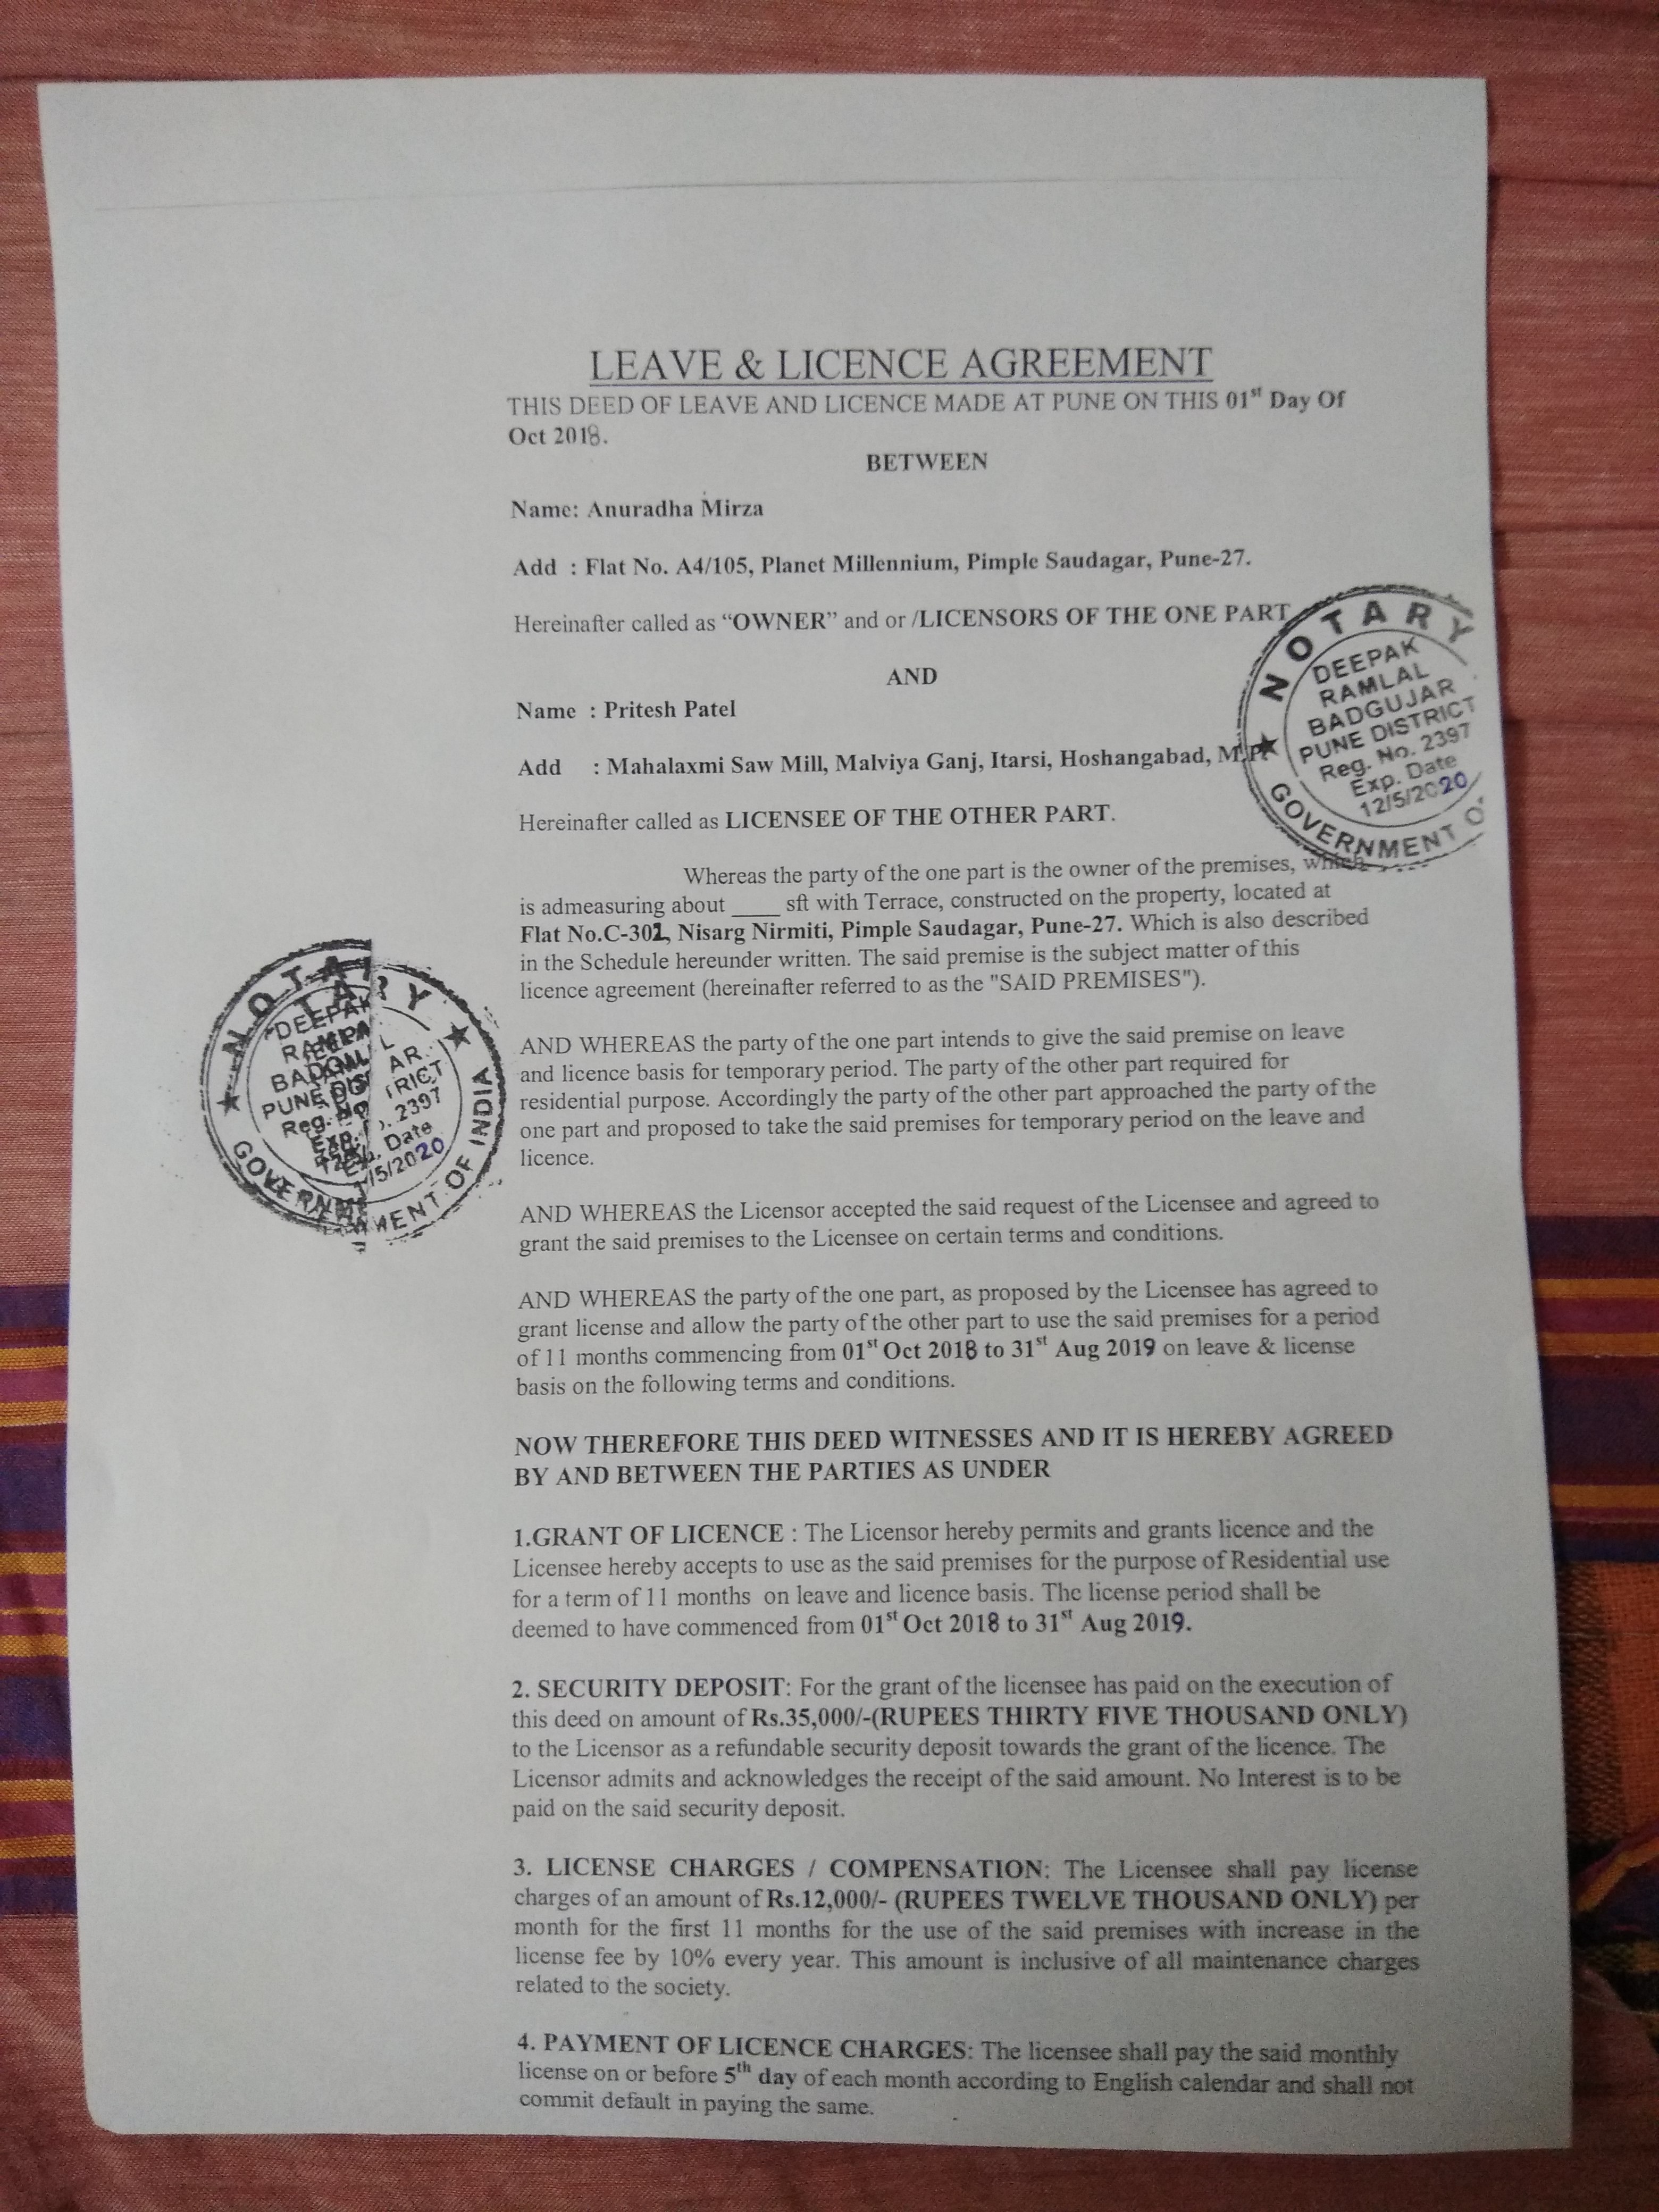 LEAVE & LICENCE AGREEMENT
THIS DEED OF LEAVE AND LICENCE MADE AT PUNE ON THIS 01st Day Of
Oct 2018.
BETWEEN
Name: Anuradha Mirza
Add : Flat No. A4/105, Planet Millennium, Pimple Saudagar, Pune-27.
Hereinafter called as “OWNER” and or /LICENSORS OF THE ONE PART
AND
Name : Pritesh Patel
Add : Mahalaxmi Saw Mill, Malviya Ganj, Itarsi, Hoshangabad, M.P.
Hereinafter called as LICENSEE OF THE OTHER PART.
NOTARY
DEEPAK
RAMLAL
BADGUJAR
PUNE DISTRICT
Reg. No. 2397
Exp. Date
12/5/2020
GOVERNMENT O
Whereas the party of the one part is the owner of the premises, which
is admeasuring about ____ sft with Terrace, constructed on the property, located at
Flat No.C-302, Nisarg Nirmiti, Pimple Saudagar, Pune-27. Which is also described
in the Schedule hereunder written. The said premise is the subject matter of this
licence agreement (hereinafter referred to as the "SAID PREMISES").
NOTARY
DEEPAK
PUNE DISTRICT
Reg. No. 2397
Exp. Date
/5/2020
GOVERNMENT OF INDIA
AND WHEREAS the party of the one part intends to give the said premise on leave
and licence basis for temporary period. The party of the other part required for
residential purpose. Accordingly the party of the other part approached the party of the
one part and proposed to take the said premises for temporary period on the leave and
licence.
AND WHEREAS the Licensor accepted the said request of the Licensee and agreed to
grant the said premises to the Licensee on certain terms and conditions.
AND WHEREAS the party of the one part, as proposed by the Licensee has agreed to
grant license and allow the party of the other part to use the said premises for a period
of 11 months commencing from 01st Oct 2018 to 31st Aug 2019 on leave & license
basis on the following terms and conditions.
NOW THEREFORE THIS DEED WITNESSES AND IT IS HEREBY AGREED
BY AND BETWEEN THE PARTIES AS UNDER
1.GRANT OF LICENCE : The Licensor hereby permits and grants licence and the
Licensee hereby accepts to use as the said premises for the purpose of Residential use
for a term of 11 months on leave and licence basis. The license period shall be
deemed to have commenced from 01st Oct 2018 to 31st Aug 2019.
2. SECURITY DEPOSIT: For the grant of the licensee has paid on the execution of
this deed on amount of Rs.35,000/-(RUPEES THIRTY FIVE THOUSAND ONLY)
to the Licensor as a refundable security deposit towards the grant of the licence. The
Licensor admits and acknowledges the receipt of the said amount. No Interest is to be
paid on the said security deposit.
3. LICENSE CHARGES / COMPENSATION: The Licensee shall pay license
charges of an amount of Rs.12,000/- (RUPEES TWELVE THOUSAND ONLY) per
month for the first 11 months for the use of the said premises with increase in the
license fee by 10% every year. This amount is inclusive of all maintenance charges
related to the society.
4. PAYMENT OF LICENCE CHARGES: The licensee shall pay the said monthly
license on or before 5th day of each month according to English calendar and shall not
commit default in paying the same.